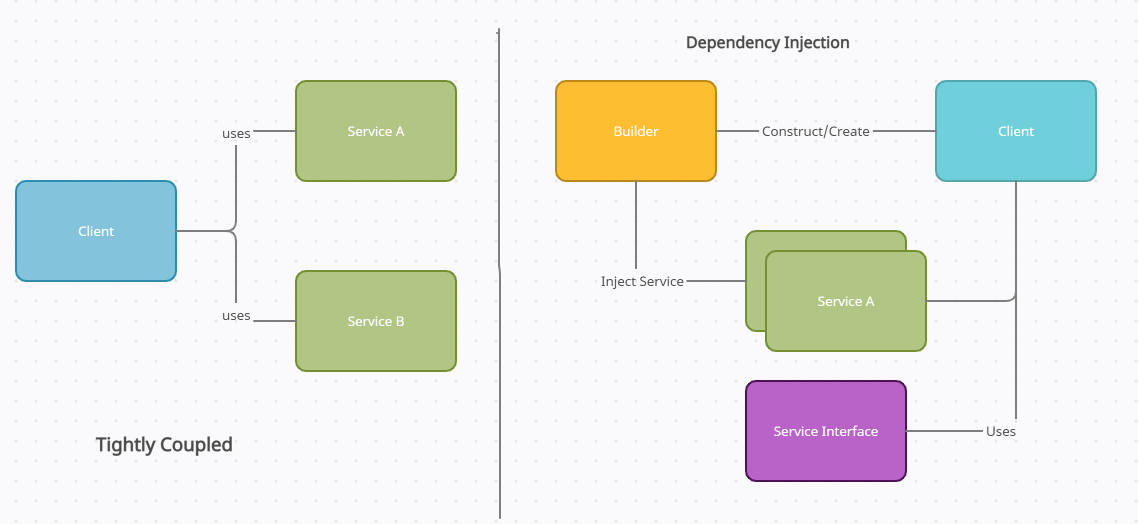 Client
uses
Service A
uses
Service B
Tightly Coupled
Dependency Injection
Builder
Construct/Create
Client
Inject Service
Service A
Service Interface
Uses